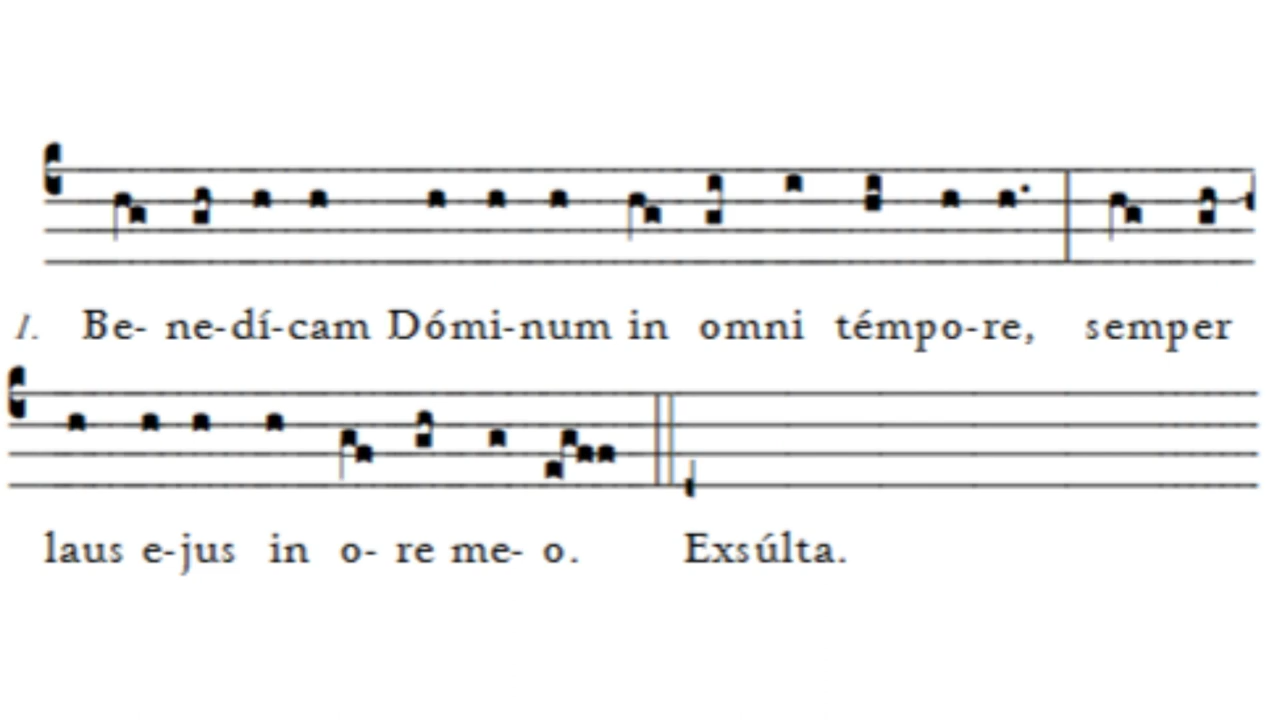 1. Be- ne-dí-cam Dómi-num in omni témpo-re, semper
laus e-jus in o- re me- o. Exsúlta.